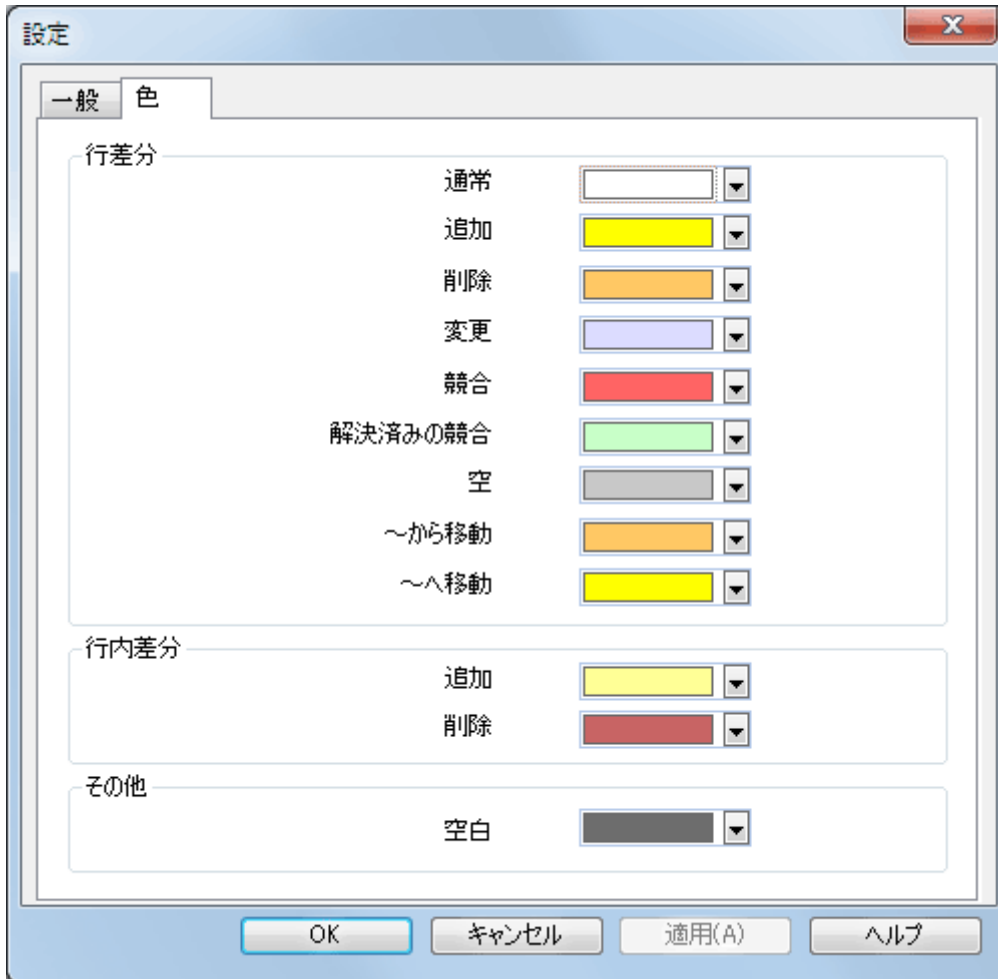 設定
一般 色
行差分
通常
追加
削除
変更
競合
解決済みの競合
空
～から移動
～へ移動
行内差分
追加
削除
その他
空白
OK キャンセル 適用(A) ヘルプ